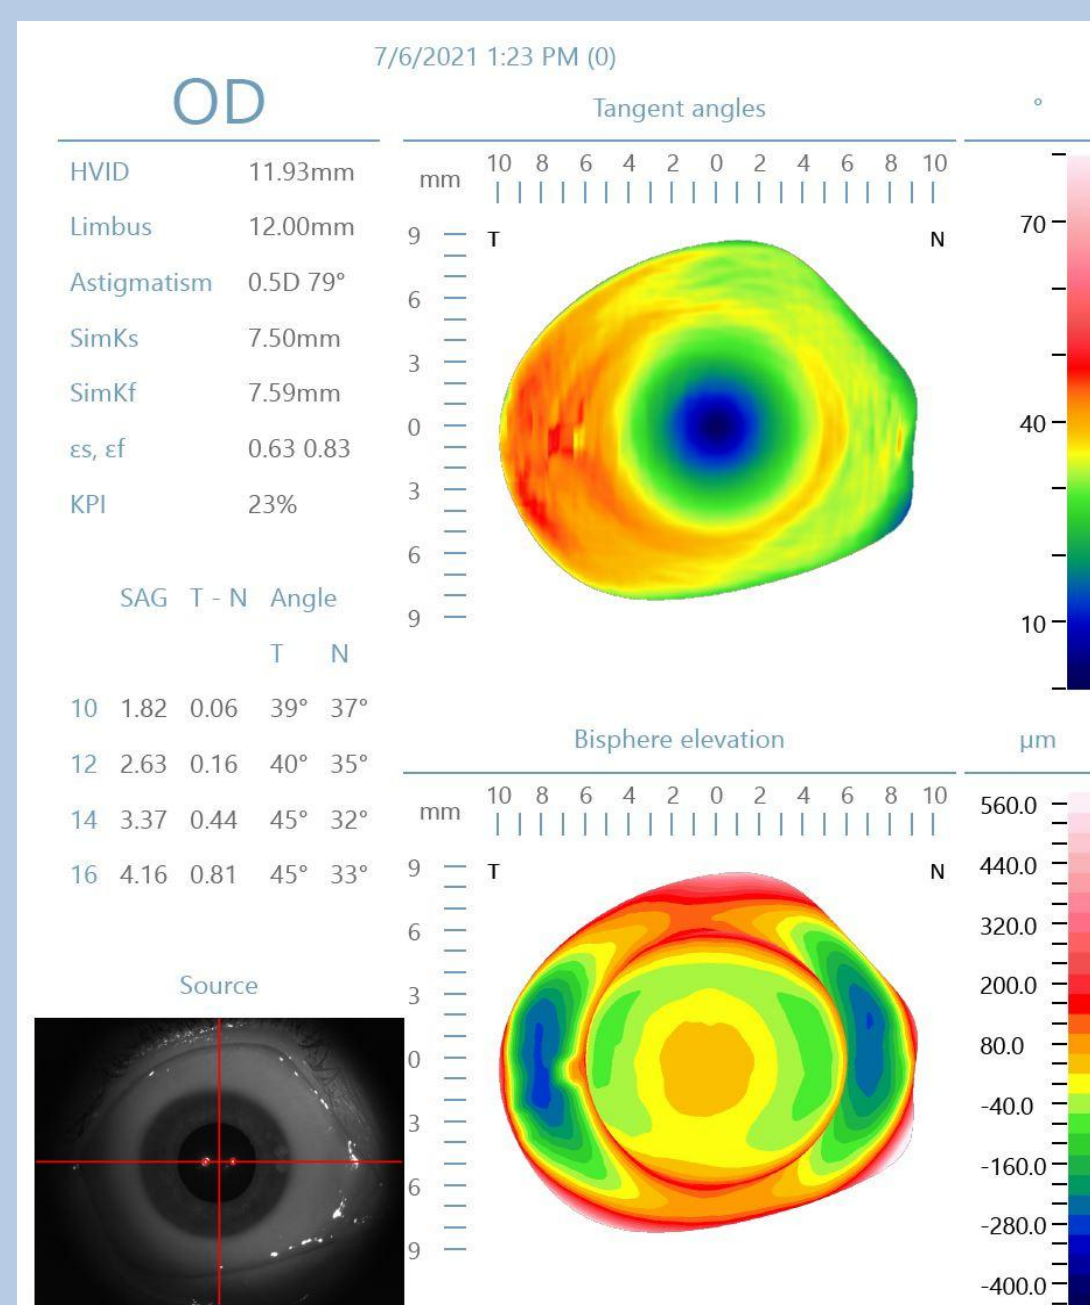 7/6/2021 1:23 PM (0)
OD
HVID 11.93mm
Limbus 12.00mm
Astigmatism 0.5D 79°
SimKs 7.50mm
SimKf 7.59mm
εs, εf 0.63 0.83
KPI 23%
SAG T - N Angle
T N
10 1.82 0.06 39° 37°
12 2.63 0.16 40° 35°
14 3.37 0.44 45° 32°
16 4.16 0.81 45° 33°
Source
Tangent angles °
mm 10 8 6 4 2 0 2 4 6 8 10
T N
9
6
3
0
3
6
9
70
40
10
Bisphere elevation µm
mm 10 8 6 4 2 0 2 4 6 8 10
T N
9
6
3
0
3
6
9
560.0
440.0
320.0
200.0
80.0
-40.0
-160.0
-280.0
-400.0